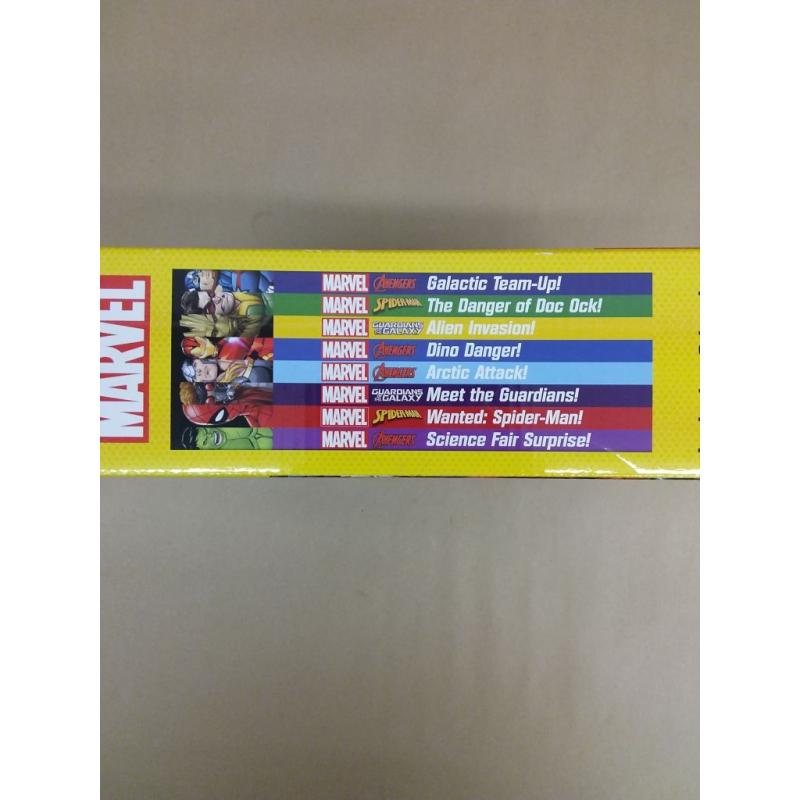 MARVEL
MARVEL AVENGERS Galactic Team-Up!
MARVEL SPIDER-MAN The Danger of Doc Ock!
MARVEL GUARDIANS OF THE GALAXY Alien Invasion!
MARVEL AVENGERS Dino Danger!
MARVEL AVENGERS Arctic Attack!
MARVEL GUARDIANS OF THE GALAXY Meet the Guardians!
MARVEL SPIDER-MAN Wanted: Spider-Man!
MARVEL AVENGERS Science Fair Surprise!